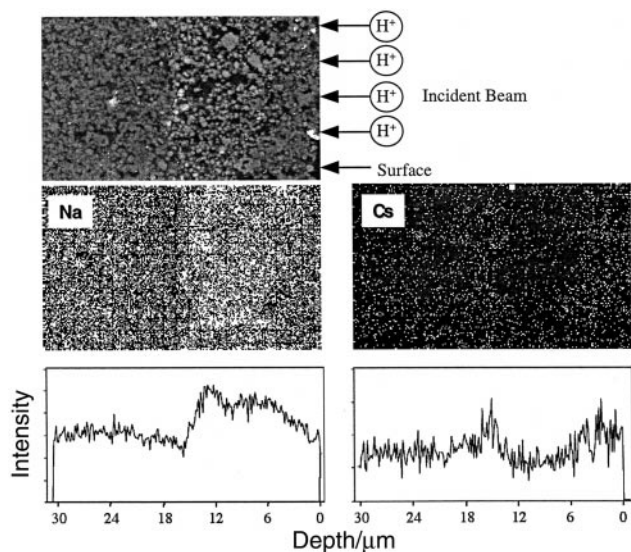 H+
H+
H+ Incident Beam
H+
Surface
Na
Cs
Intensity
30 24 18 12 6 0
30 24 18 12 6 0
Depth/μm